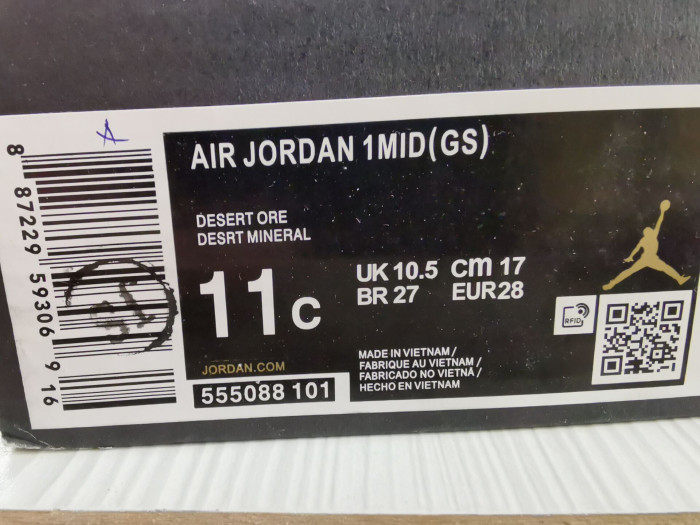 AIR JORDAN 1MID(GS)
DESERT ORE
DESRT MINERAL
11c
UK 10.5 cm 17
BR 27 EUR28
JORDAN.COM
555088 101
MADE IN VIETNAM /
FABRIQUE AU VIETNAM /
FABRICADO NO VIETNÃ /
HECHO EN VIETNAM
RFID
8 87229 59306 9 16